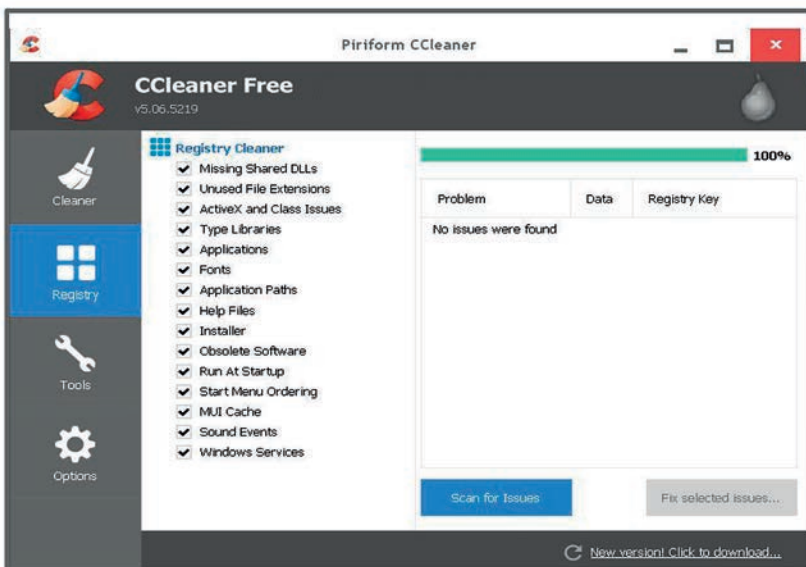 Piriform CCleaner
CCleaner Free
v5.06.5219
Cleaner
Registry
Tools
Options
Registry Cleaner
Missing Shared DLLs
Unused File Extensions
ActiveX and Class Issues
Type Libraries
Applications
Fonts
Application Paths
Help Files
Installer
Obsolete Software
Run At Startup
Start Menu Ordering
MUI Cache
Sound Events
Windows Services
100%
Problem Data Registry Key
No issues were found
Scan for Issues Fix selected issues...
New version! Click to download...